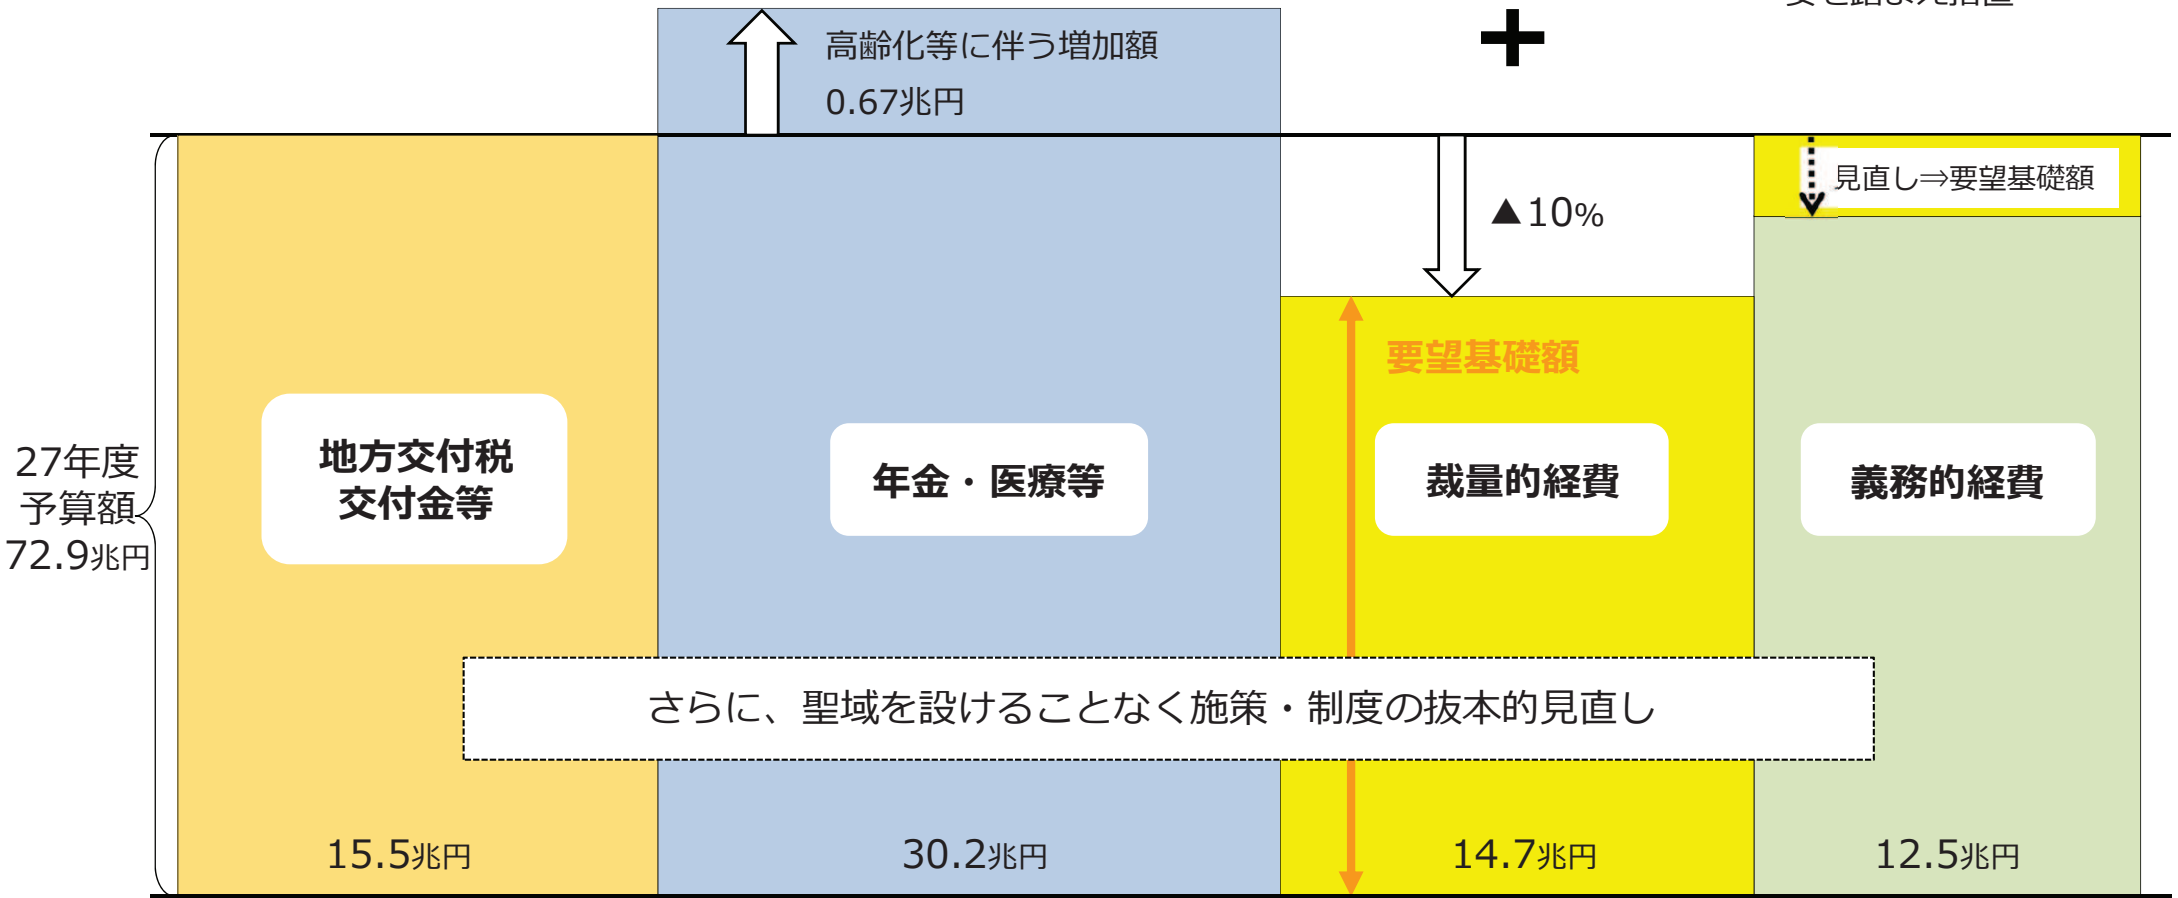 高齢化等に伴う増加額
0.67兆円
＋
見直し⇒要望基礎額
▲10%
要望基礎額
27年度
予算額
72.9兆円
地方交付税
交付金等
年金・医療等
裁量的経費
義務的経費
さらに、聖域を設けることなく施策・制度の抜本的見直し
15.5兆円
30.2兆円
14.7兆円
12.5兆円